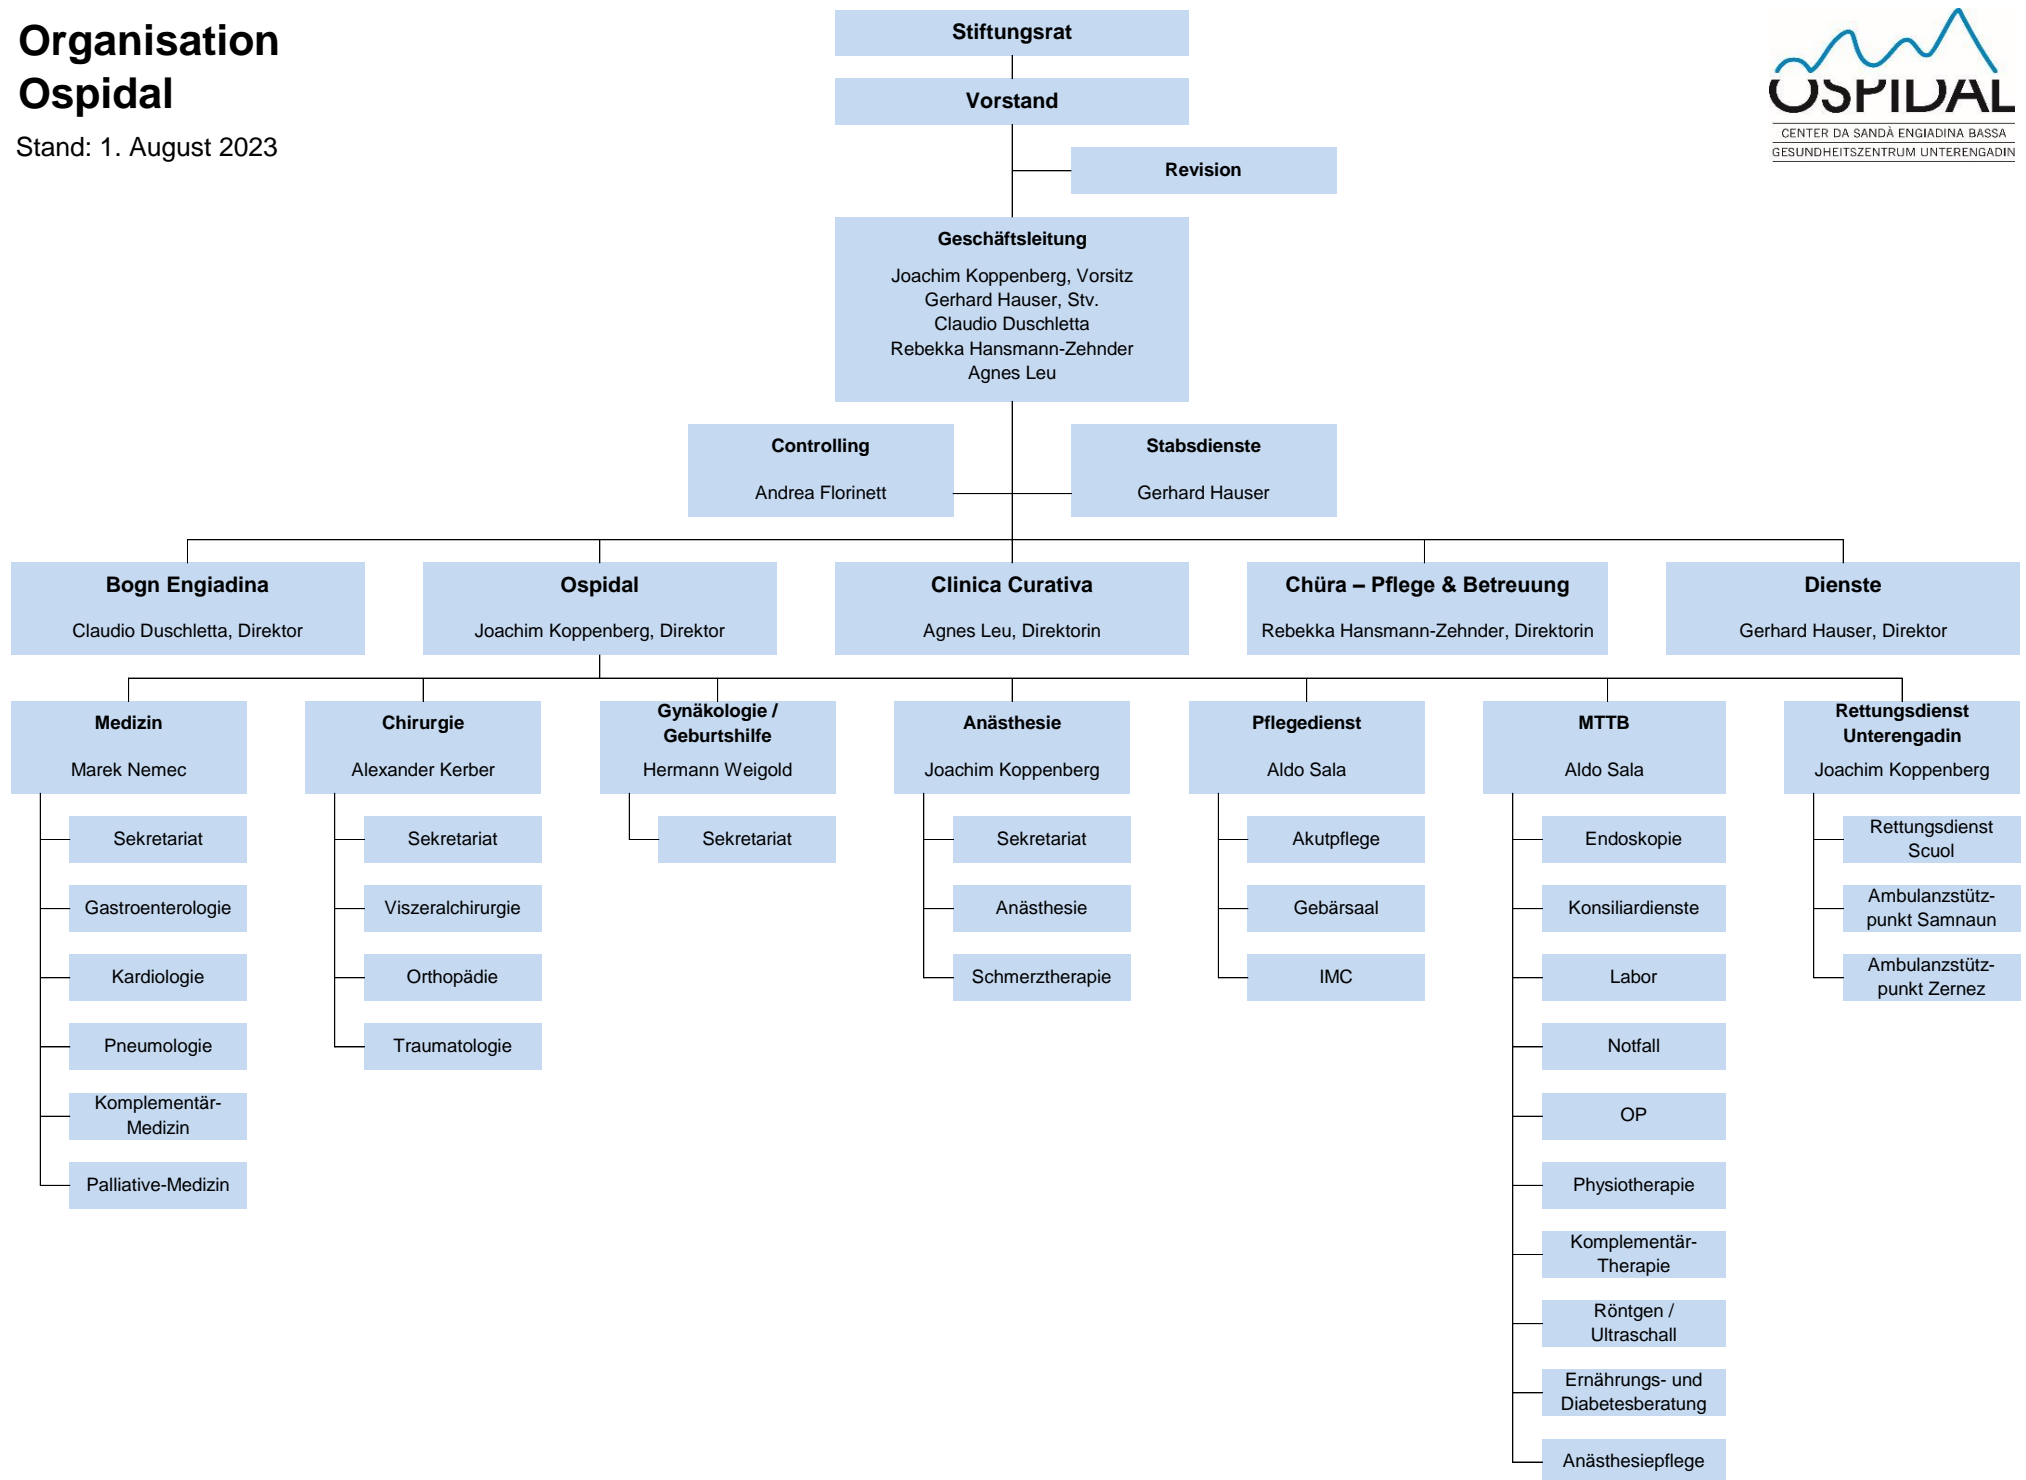 Organisation
Ospidal
Stand: 1. August 2023
OSPIDAL
CENTER DA SANDÀ ENGIADINA BASSA
GESUNDHEITSZENTRUM UNTERENGADIN
Stiftungsrat
Vorstand
Revision
Geschäftsleitung
Joachim Koppenberg, Vorsitz
Gerhard Hauser, Stv.
Claudio Duschletta
Rebekka Hansmann-Zehnder
Agnes Leu
Controlling
Andrea Florinett
Stabsdienste
Gerhard Hauser
Bogn Engiadina
Claudio Duschletta, Direktor
Ospidal
Joachim Koppenberg, Direktor
Clinica Curativa
Agnes Leu, Direktorin
Chüra – Pflege & Betreuung
Rebekka Hansmann-Zehnder, Direktorin
Dienste
Gerhard Hauser, Direktor
Medizin
Marek Nemec
Sekretariat
Gastroenterologie
Kardiologie
Pneumologie
Komplementär-
Medizin
Palliative-Medizin
Chirurgie
Alexander Kerber
Sekretariat
Viszeralchirurgie
Orthopädie
Traumatologie
Gynäkologie /
Geburtshilfe
Hermann Weigold
Sekretariat
Anästhesie
Joachim Koppenberg
Sekretariat
Anästhesie
Schmerztherapie
Pflegedienst
Aldo Sala
Akutpflege
Gebärsaal
IMC
MTTB
Aldo Sala
Endoskopie
Konsiliardienste
Labor
Notfall
OP
Physiotherapie
Komplementär-
Therapie
Röntgen /
Ultraschall
Ernährungs- und
Diabetesberatung
Anästhesiepflege
Rettungsdienst
Unterengadin
Joachim Koppenberg
Rettungsdienst
Scuol
Ambulanzstütz-
punkt Samnaun
Ambulanzstütz-
punkt Zernez